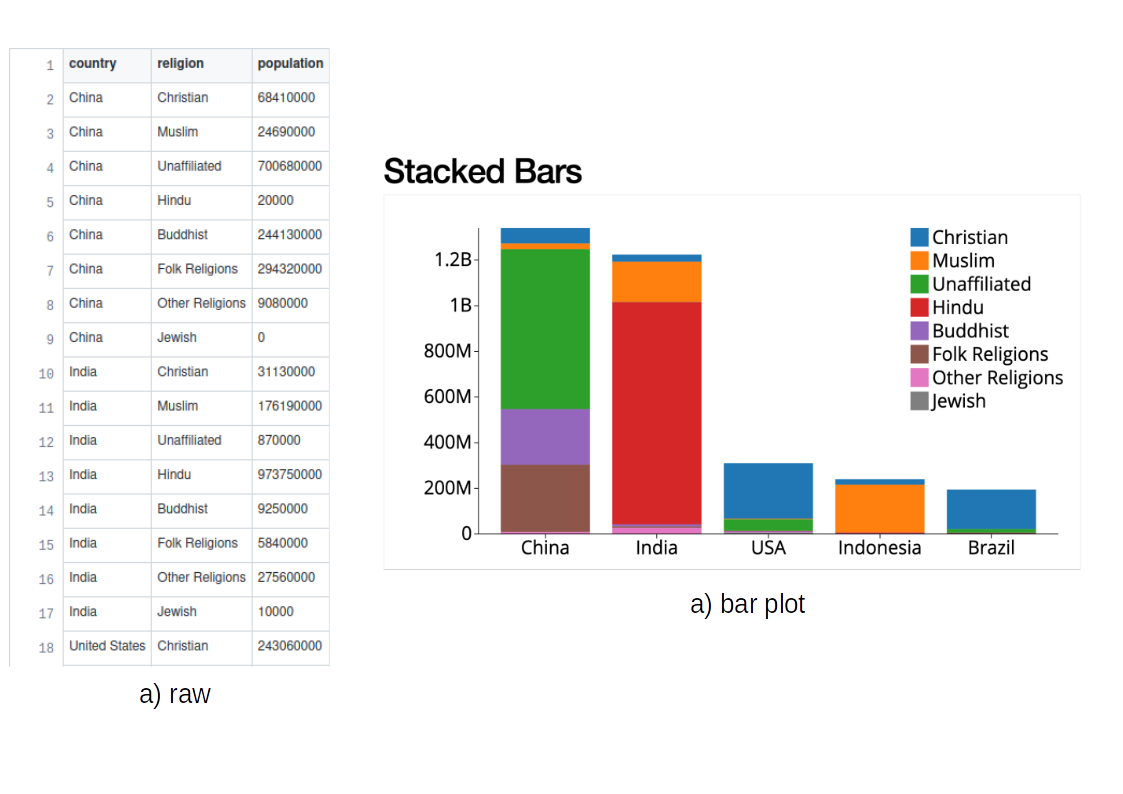 1 country religion population
2 China Christian 68410000
3 China Muslim 24690000
4 China Unaffiliated 700680000
5 China Hindu 20000
6 China Buddhist 244130000
7 China Folk Religions 294320000
8 China Other Religions 9080000
9 China Jewish 0
10 India Christian 31130000
11 India Muslim 176190000
12 India Unaffiliated 870000
13 India Hindu 973750000
14 India Buddhist 9250000
15 India Folk Religions 5840000
16 India Other Religions 27560000
17 India Jewish 10000
18 United States Christian 243060000
a) raw
Stacked Bars
1.2B
1B
800M
600M
400M
200M
0
China India USA Indonesia Brazil
Christian
Muslim
Unaffiliated
Hindu
Buddhist
Folk Religions
Other Religions
Jewish
a) bar plot